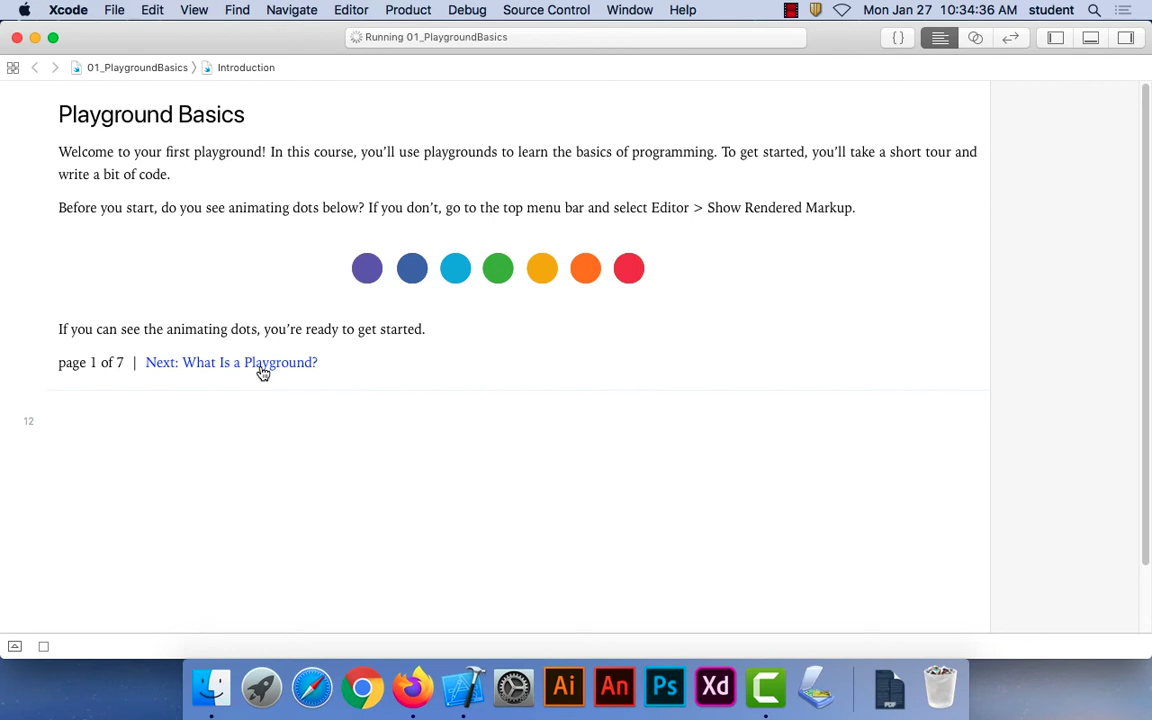 Xcode File Edit View Find Navigate Editor Product Debug Source Control Window Help Mon Jan 27 10:34:36 AM student
Running 01_PlaygroundBasics
{ }
01_PlaygroundBasics Introduction
Playground Basics
Welcome to your first playground! In this course, you’ll use playgrounds to learn the basics of programming. To get started, you’ll take a short tour and
write a bit of code.
Before you start, do you see animating dots below? If you don’t, go to the top menu bar and select Editor > Show Rendered Markup.
If you can see the animating dots, you’re ready to get started.
page 1 of 7 | Next: What Is a Playground?
12
Ai An Ps Xd C PDF